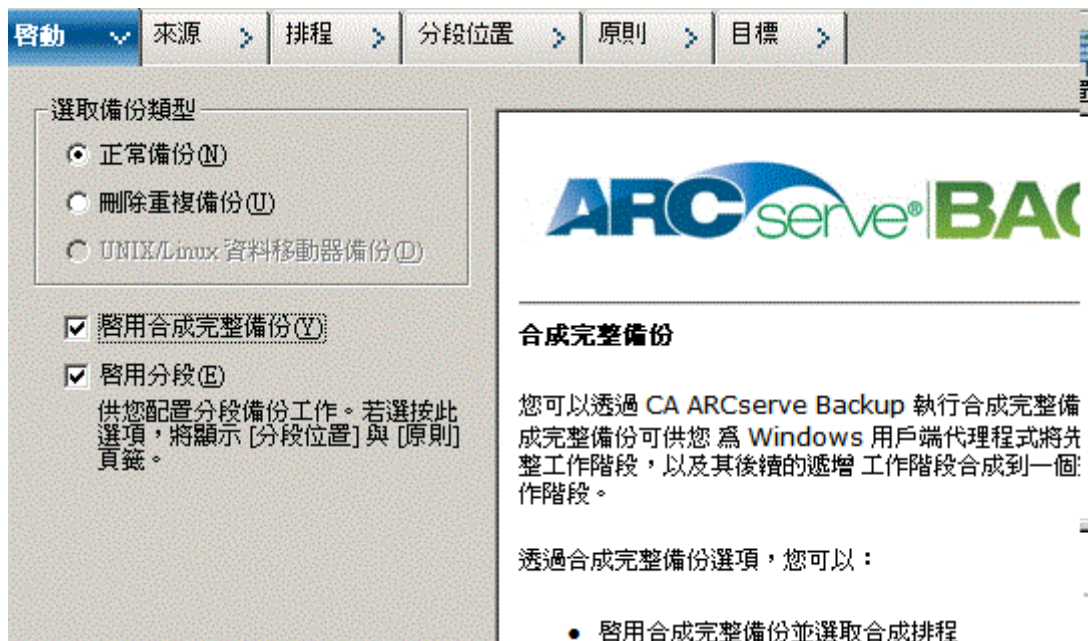 啓動
來源
排程
分段位置
原則
目標
選取備份類型
正常備份(N)
刪除重複備份(U)
UNIX/Linux 資料移動器備份(D)
啓用合成完整備份(Y)
啓用分段(E)
供您配置分段備份工作。若選按此
選項，將顯示 [分段位置] 與 [原則]
頁籤。
ARCserve® BAC
合成完整備份
您可以透過 CA ARCserve Backup 執行合成完整備
成完整備份可供您 爲 Windows 用戶端代理程式將先
整工作階段，以及其後續的遞增 工作階段合成到一個
作階段。
透過合成完整備份選項，您可以：
• 啓用合成完整備份並選取合成排程